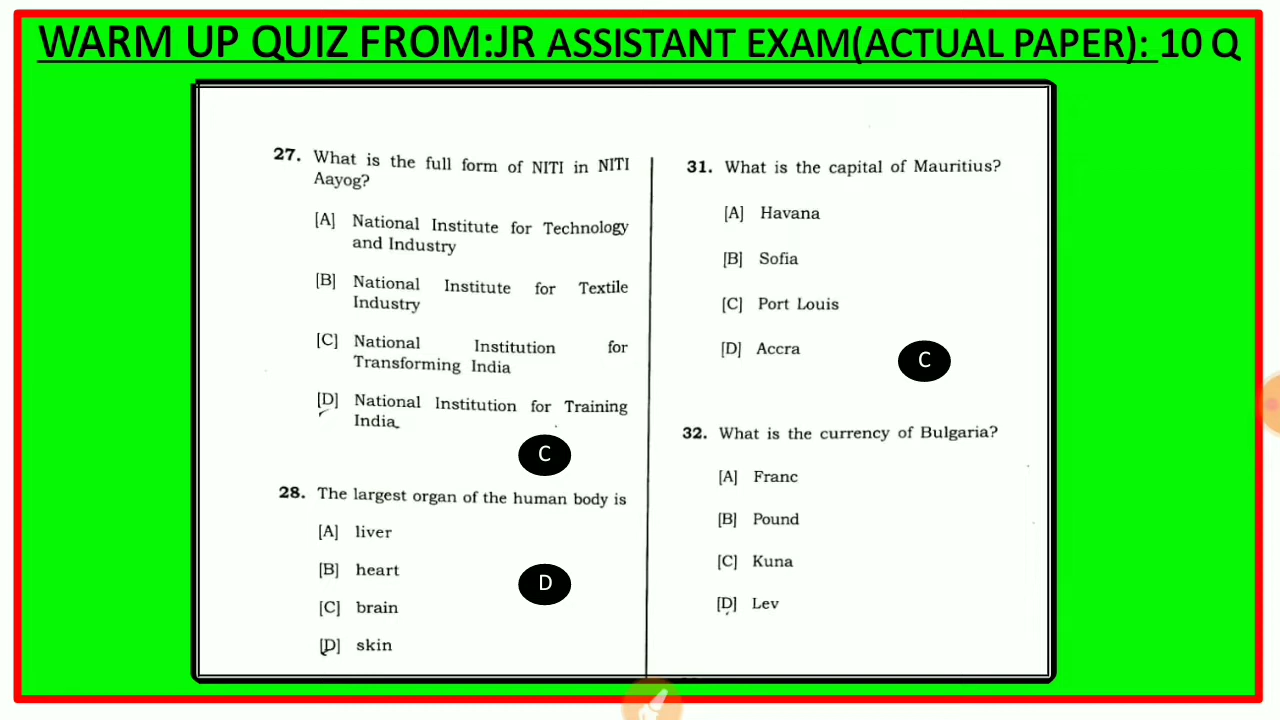 WARM UP QUIZ FROM:JR ASSISTANT EXAM(ACTUAL PAPER): 10 Q
27. What is the full form of NITI in NITI
Aayog?
[A] National Institute for Technology
and Industry
[B] National Institute for Textile
Industry
[C] National Institution for
Transforming India
[D] National Institution for Training
India
C
28. The largest organ of the human body is
[A] liver
[B] heart
D
[C] brain
[D] skin
31. What is the capital of Mauritius?
[A] Havana
[B] Sofia
[C] Port Louis
[D] Accra
C
32. What is the currency of Bulgaria?
[A] Franc
[B] Pound
[C] Kuna
[D] Lev